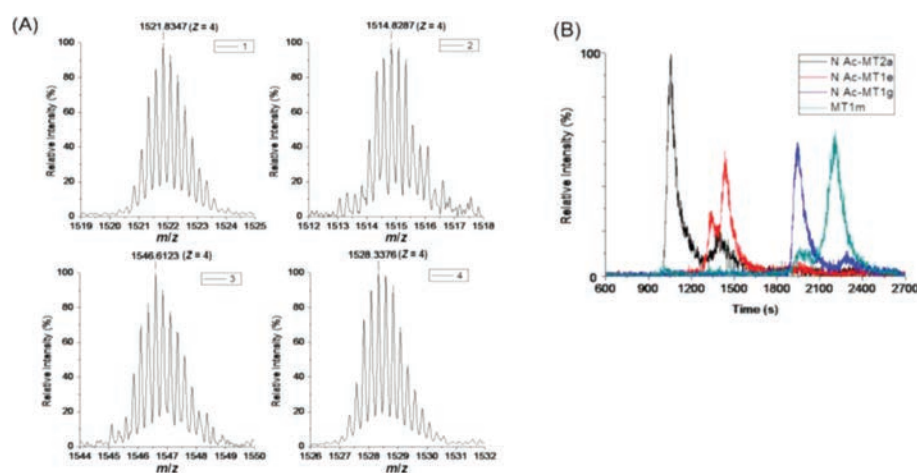 (A)
1521.8347 (Z = 4)
1
Relative Intensity (%)
100
80
60
40
20
0
1519 1520 1521 1522 1523 1524 1525
m/z
1514.8287 (Z = 4)
2
Relative Intensity (%)
100
80
60
40
20
0
1512 1513 1514 1515 1516 1517 1518
m/z
1546.6123 (Z = 4)
3
Relative Intensity (%)
100
80
60
40
20
0
1544 1545 1546 1547 1548 1549 1550
m/z
1528.3376 (Z = 4)
4
Relative Intensity (%)
100
80
60
40
20
0
1526 1527 1528 1529 1530 1531 1532
m/z
(B)
N Ac-MT2a
N Ac-MT1e
N Ac-MT1g
MT1m
Relative Intensity (%)
100
0
600 900 1200 1500 1800 2100 2400 2700
Time (s)